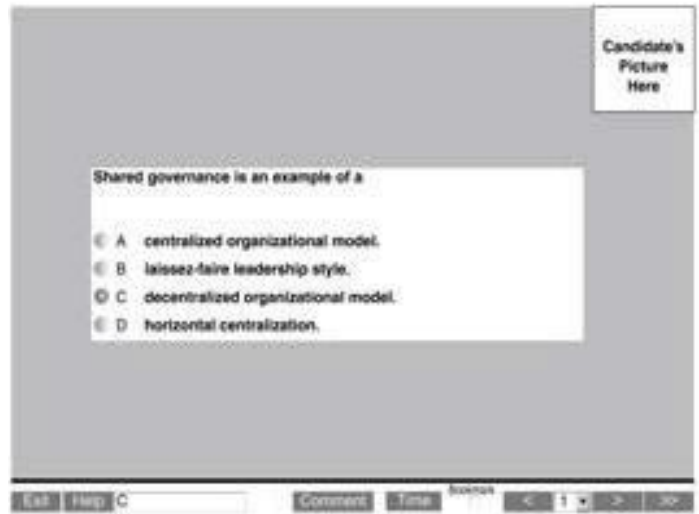 Candidate's
Picture
Here
Shared governance is an example of a
A centralized organizational model.
B laissez-faire leadership style.
C decentralized organizational model.
D horizontal centralization.
Bookmark
Exit Help C Comment Time < 1 > >>